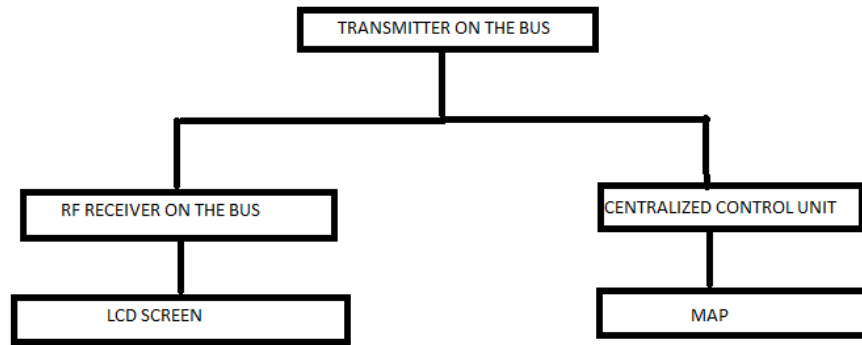 TRANSMITTER ON THE BUS
RF RECEIVER ON THE BUS
CENTRALIZED CONTROL UNIT
LCD SCREEN
MAP